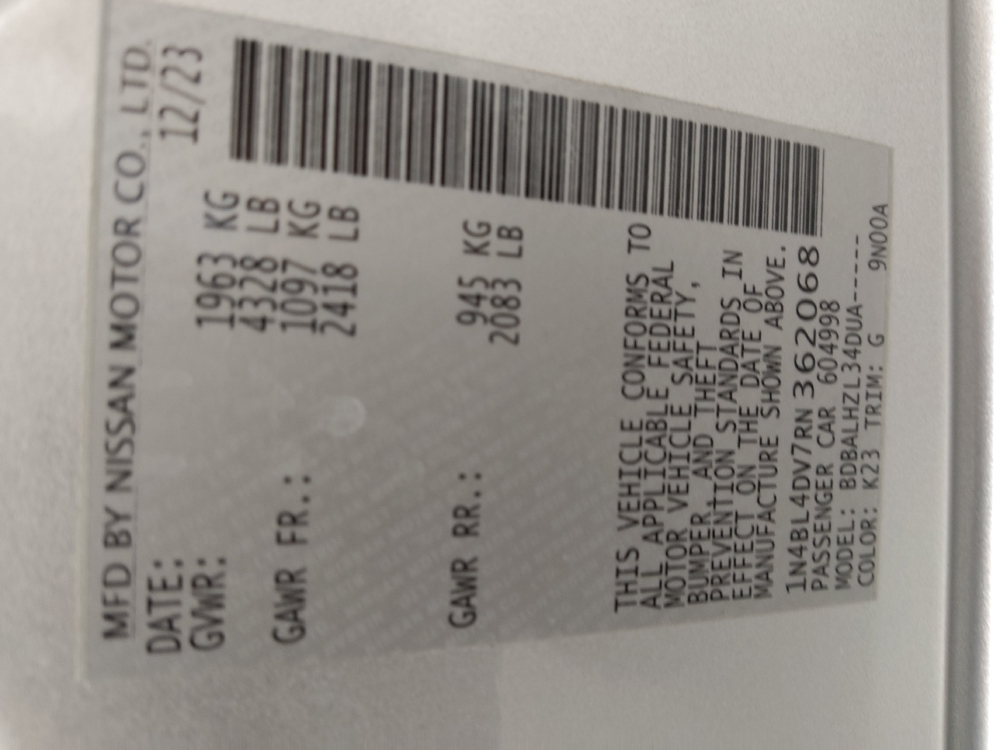 MFD BY NISSAN MOTOR CO., LTD.
DATE: 12/23
GVWR: 1963 KG
4328 LB
GAWR FR.: 1097 KG
2418 LB
GAWR RR.: 945 KG
2083 LB
THIS VEHICLE CONFORMS TO
ALL APPLICABLE FEDERAL
MOTOR VEHICLE SAFETY,
BUMPER AND THEFT
PREVENTION STANDARDS IN
EFFECT ON THE DATE OF
MANUFACTURE SHOWN ABOVE.
1N4BL4DV7RN362068
PASSENGER CAR 604998
MODEL: BDBALHZL34DUA-----
COLOR: K23 TRIM: G 9N00A